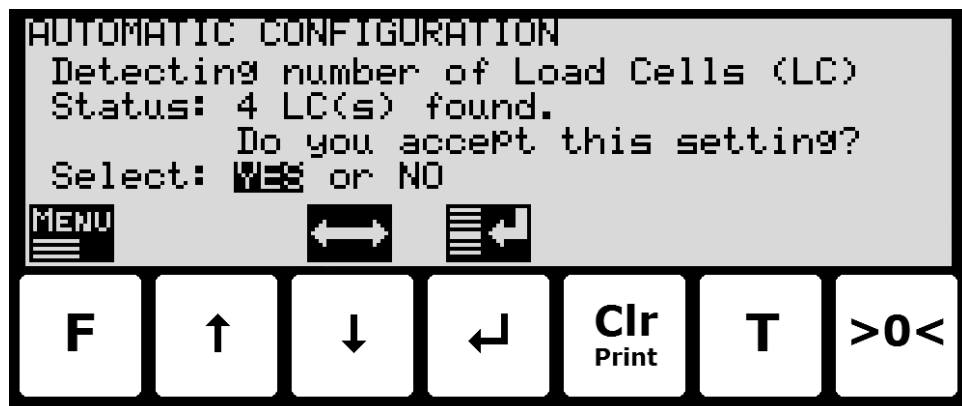 AUTOMATIC CONFIGURATION
Detecting number of Load Cells (LC)
Status: 4 LC(s) found.
Do you accept this setting?
Select: YES or NO
MENU
F ↑ ↓ ↵ Clr T >0<
Print